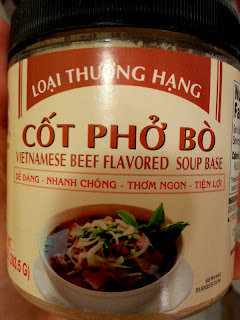 LOẠI THƯỢNG HẠNG
CỐT PHỞ BÒ
VIETNAMESE BEEF FLAVORED SOUP BASE
DỄ DÀNG - NHANH CHÓNG - THƠM NGON - TIỆN LỢI
SERVING
SUGGESTION